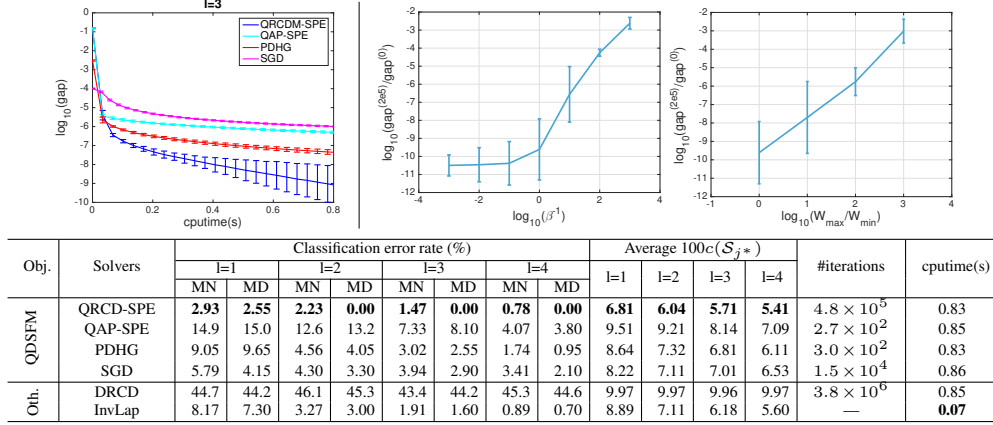 l=3
QRCDM-SPE
QAP-SPE
PDHG
SGD
log10(gap)
10^0
-1
-2
-3
-4
-5
-6
-7
-8
-9
-10
0 0.2 0.4 0.6 0.8
cputime(s)
log10(gap(2e5)/gap(0))
-2
-3
-4
-5
-6
-7
-8
-9
-10
-11
-12
-4 -2 0 2 4
log10(β-1)
log10(gap(2e5)/gap(0))
-2
-4
-6
-8
-10
-12
-1 0 1 2 3 4
log10(Wmax/Wmin)
Obj. Solvers Classification error rate (%) Average 100c(Sj*) #iterations cputime(s)
l=1 l=2 l=3 l=4 l=1 l=2 l=3 l=4
MN MD MN MD MN MD MN MD
QDSFM
QRCD-SPE 2.93 2.55 2.23 0.00 1.47 0.00 0.78 0.00 6.81 6.04 5.71 5.41 4.8 × 10^5 0.83
QAP-SPE 14.9 15.0 12.6 13.2 7.33 8.10 4.07 3.80 9.51 9.21 8.14 7.09 2.7 × 10^2 0.85
PDHG 9.05 9.65 4.56 4.05 3.02 2.55 1.74 0.95 8.64 7.32 6.81 6.11 3.0 × 10^2 0.83
SGD 5.79 4.15 4.30 3.30 3.94 2.90 3.41 2.10 8.22 7.11 7.01 6.53 1.5 × 10^4 0.86
Oth.
DRCD 44.7 44.2 46.1 45.3 43.4 44.2 45.3 44.6 9.97 9.97 9.96 9.97 3.8 × 10^6 0.85
InvLap 8.17 7.30 3.27 3.00 1.91 1.60 0.89 0.70 8.89 7.11 6.18 5.60 — 0.07